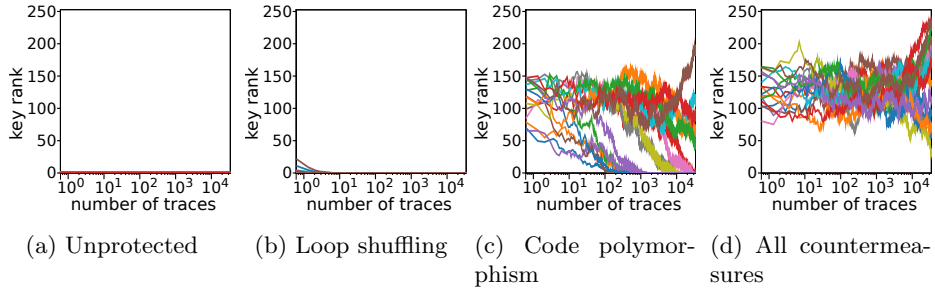 250
200
150
100
50
0
key rank
10^0 10^1 10^2 10^3 10^4
number of traces
250
200
150
100
50
0
key rank
10^0 10^1 10^2 10^3 10^4
number of traces
250
200
150
100
50
0
key rank
10^0 10^1 10^2 10^3 10^4
number of traces
250
200
150
100
50
0
key rank
10^0 10^1 10^2 10^3 10^4
number of traces
(a) Unprotected
(b) Loop shuffling
(c) Code polymor-
phism
(d) All countermea-
sures